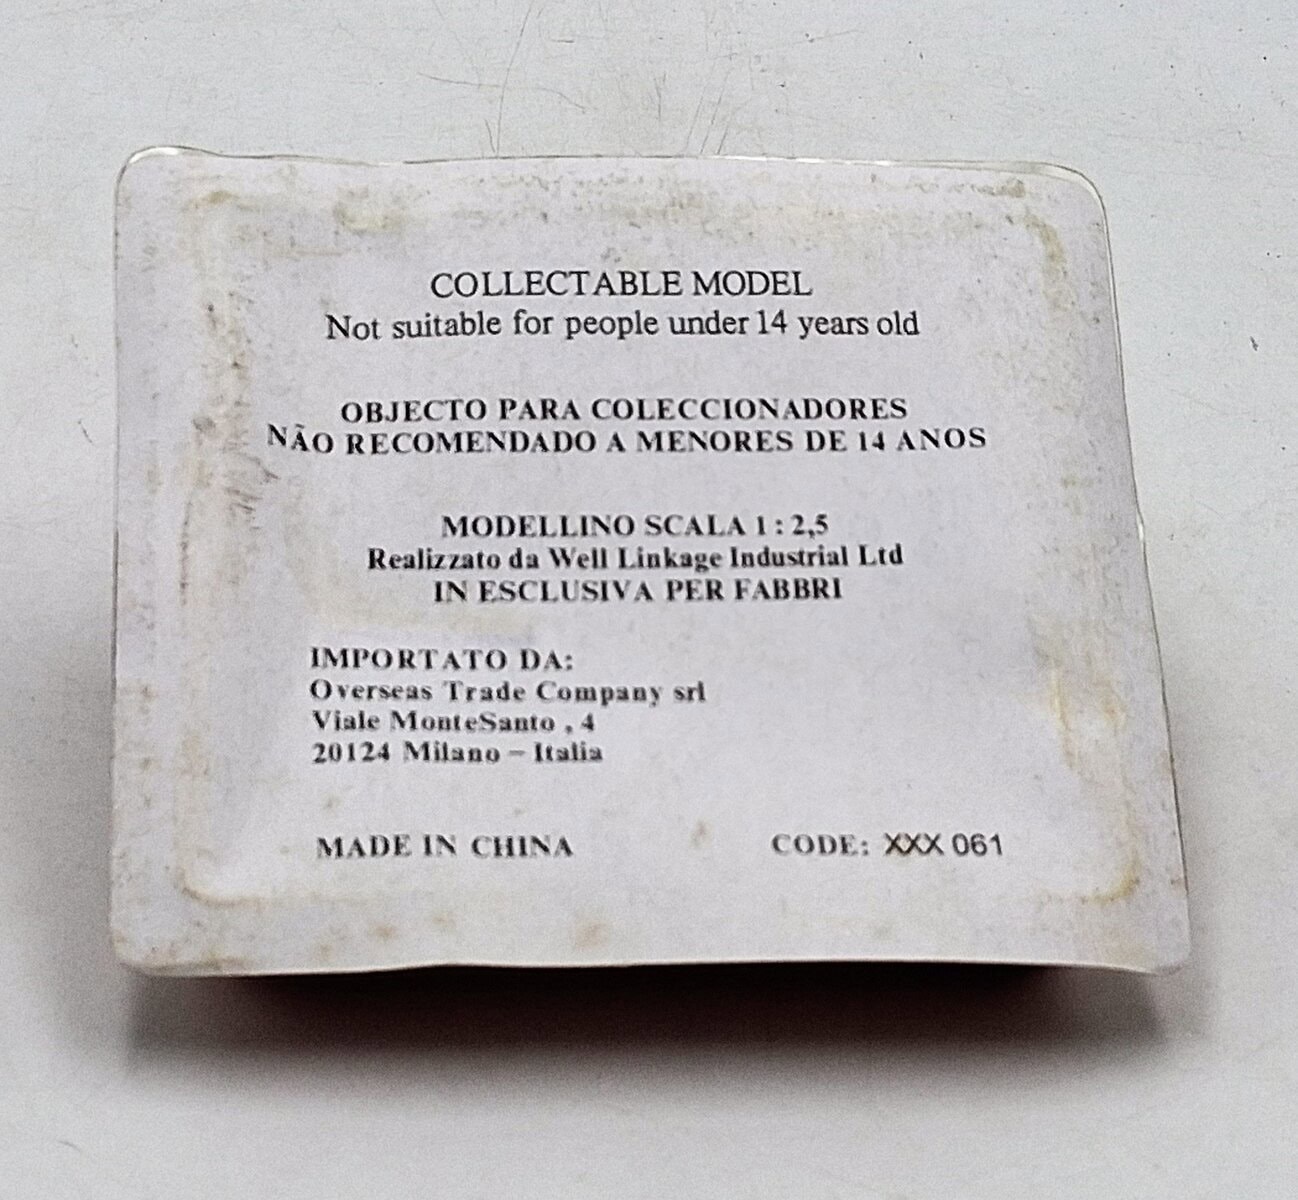 COLLECTABLE MODEL
Not suitable for people under 14 years old
OBJECTO PARA COLECCIONADORES
NÃO RECOMENDADO A MENORES DE 14 ANOS
MODELLINO SCALA 1 : 2,5
Realizzato da Well Linkage Industrial Ltd
IN ESCLUSIVA PER FABBRI
IMPORTATO DA:
Overseas Trade Company srl
Viale MonteSanto , 4
20124 Milano – Italia
MADE IN CHINA CODE: XXX 061